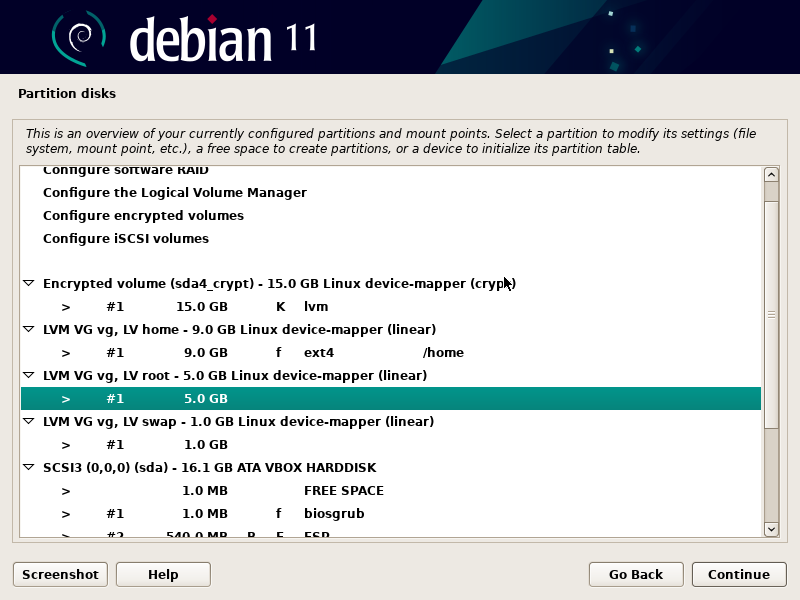 debian 11
Partition disks
This is an overview of your currently configured partitions and mount points. Select a partition to modify its settings (file
system, mount point, etc.), a free space to create partitions, or a device to initialize its partition table.
Configure software RAID
Configure the Logical Volume Manager
Configure encrypted volumes
Configure iSCSI volumes
Encrypted volume (sda4_crypt) - 15.0 GB Linux device-mapper (crypt)
> #1 15.0 GB K lvm
LVM VG vg, LV home - 9.0 GB Linux device-mapper (linear)
> #1 9.0 GB f ext4 /home
LVM VG vg, LV root - 5.0 GB Linux device-mapper (linear)
> #1 5.0 GB
LVM VG vg, LV swap - 1.0 GB Linux device-mapper (linear)
> #1 1.0 GB
SCSI3 (0,0,0) (sda) - 16.1 GB ATA VBOX HARDDISK
> 1.0 MB FREE SPACE
> #1 1.0 MB f biosgrub
> #2 540.0 MB B F ESP
Screenshot Help Go Back Continue